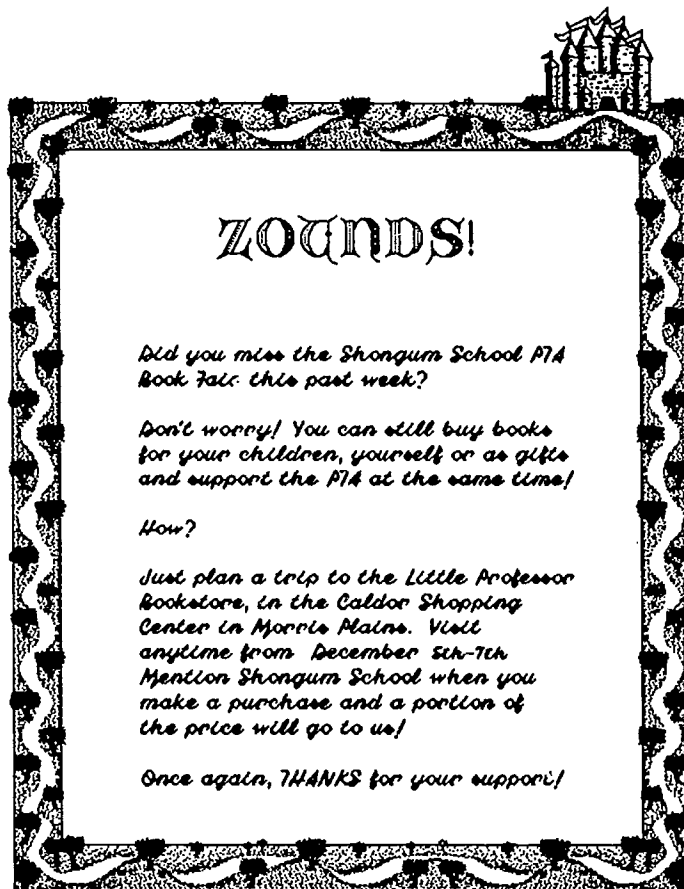 ZOUNDS!
Did you miss the Shongum School PTA
Book Fair this past week?
Don't worry! You can still buy books
for your children, yourself or as gifts
and support the PTA at the same time!
How?
Just plan a trip to the Little Professor
Bookstore, in the Caldor Shopping
Center in Morris Plains. Visit
anytime from December 5th-7th
Mention Shongum School when you
make a purchase and a portion of
the price will go to us!
Once again, THANKS for your support!